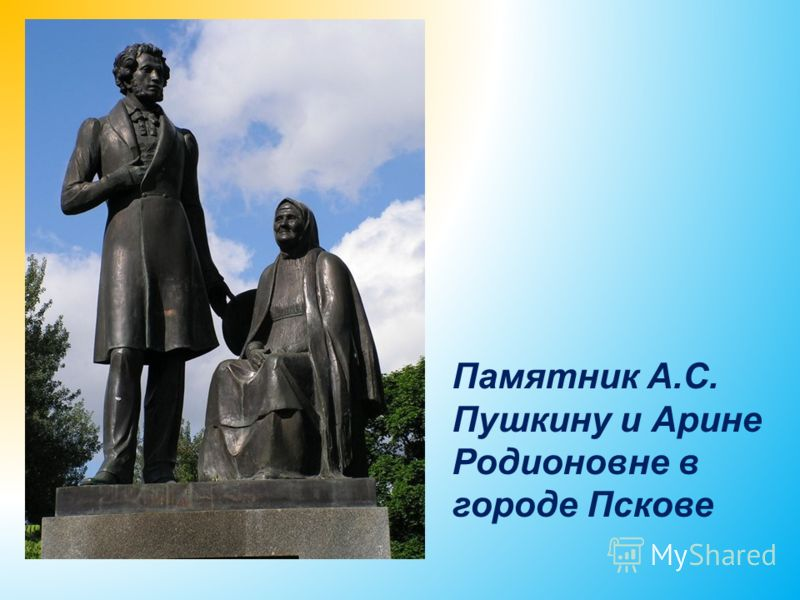 Памятник А.С.
Пушкину и Арине
Родионовне в
городе Пскове
MyShared